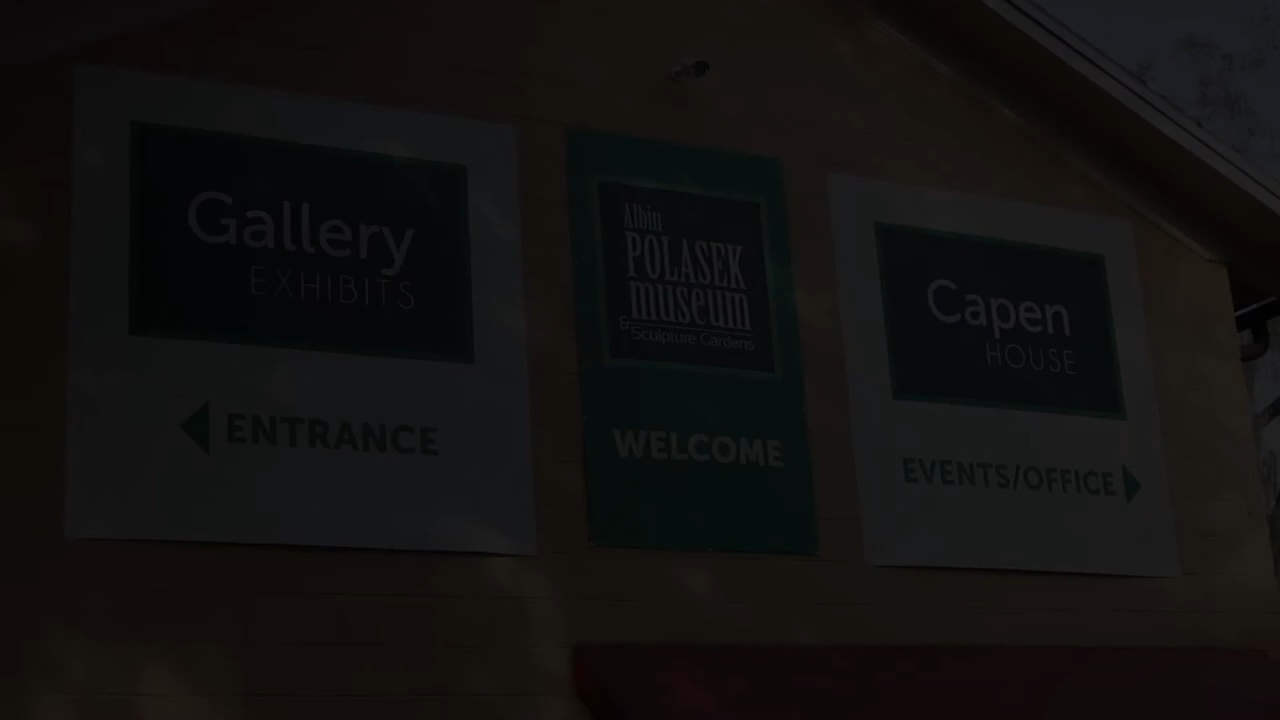 Gallery
EXHIBITS
ENTRANCE
Albin
POLASEK
museum
& Sculpture Gardens
WELCOME
Capen
HOUSE
EVENTS/OFFICE